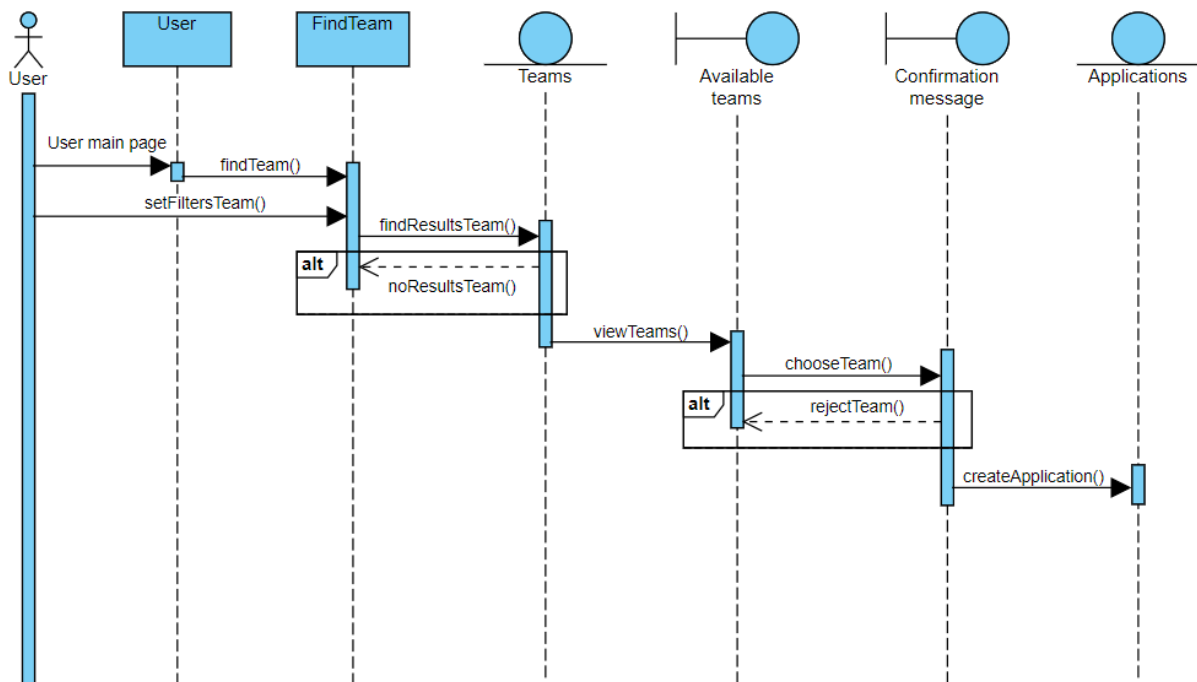 User
FindTeam
User
Teams
Available
teams
Confirmation
message
Applications
User main page
findTeam()
setFiltersTeam()
findResultsTeam()
alt
noResultsTeam()
viewTeams()
chooseTeam()
alt
rejectTeam()
createApplication()